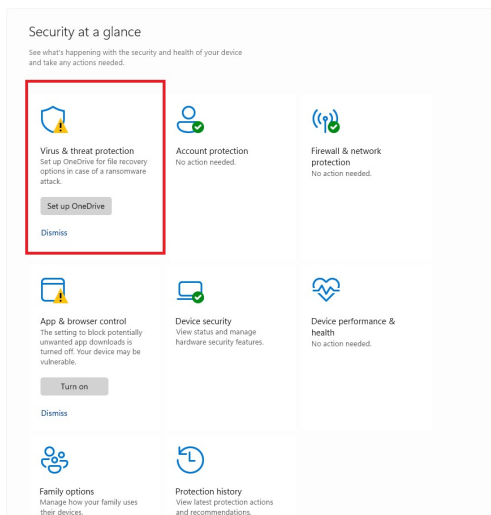 Security at a glance
See what's happening with the security and health of your device
and take any actions needed.
Virus & threat protection
Set up OneDrive for file recovery
options in case of a ransomware
attack.
Set up OneDrive
Dismiss
Account protection
No action needed.
Firewall & network
protection
No action needed.
App & browser control
The setting to block potentially
unwanted app downloads is
turned off. Your device may be
vulnerable.
Turn on
Dismiss
Device security
View status and manage
hardware security features.
Device performance &
health
No action needed.
Family options
Manage how your family uses
their devices.
Protection history
View latest protection actions
and recommendations.